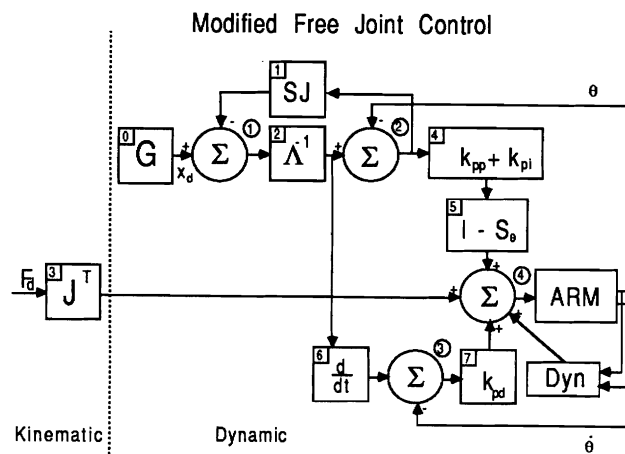 Modified Free Joint Control
1
SJ
θ
-
-
1
2
0
G
+
Σ
2
Λ⁻¹
+
Σ
4
k_pp + k_pi
x_d
5
I - S_θ
+
4
F_d
3
J^T
+
Σ
+
ARM
+
3
6
d
dt
Σ
7
k_pd
Dyn
-
Kinematic
Dynamic
θ̇